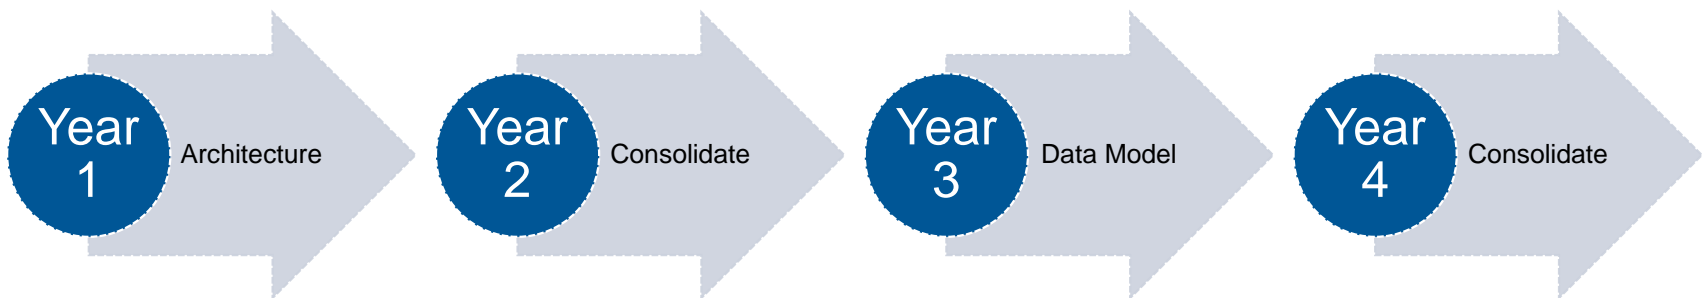 Year
1
Architecture
Year
2
Consolidate
Year
3
Data Model
Year
4
Consolidate